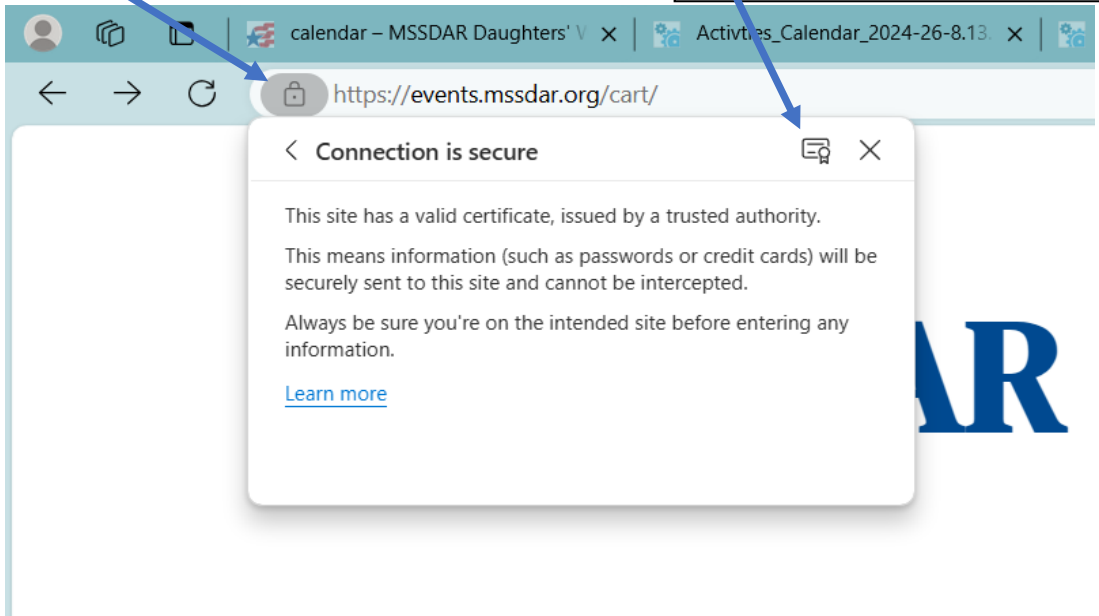 calendar – MSSDAR Daughters'
Activties_Calendar_2024-26-8.13.
https://events.mssdar.org/cart/
Connection is secure
This site has a valid certificate, issued by a trusted authority.
This means information (such as passwords or credit cards) will be
securely sent to this site and cannot be intercepted.
Always be sure you're on the intended site before entering any
information.
Learn more
AR